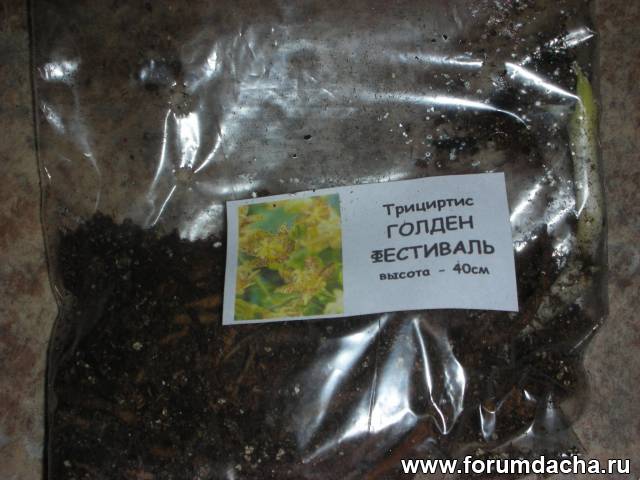 Трициртис
ГОЛДЕН
ФЕСТИВАЛЬ
высота - 40см
www.forumdacha.ru